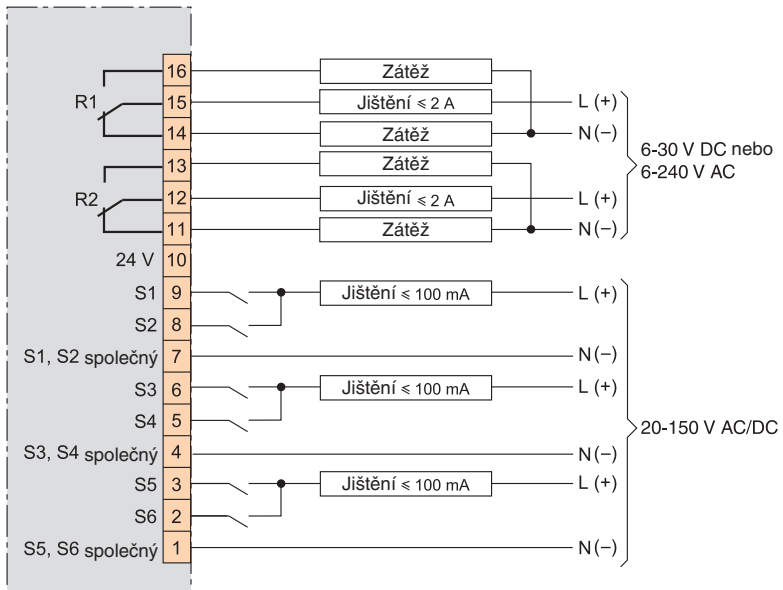 16 Zátěž
R1 15 Jištění ≤ 2 A L (+)
14 Zátěž N(–)
13 Zátěž
6-30 V DC nebo
6-240 V AC
R2 12 Jištění ≤ 2 A L (+)
11 Zátěž N(–)
24 V 10
S1 9 Jištění ≤ 100 mA L (+)
S2 8
S1, S2 společný 7 N(–)
S3 6 Jištění ≤ 100 mA L (+)
S4 5
20-150 V AC/DC
S3, S4 společný 4 N(–)
S5 3 Jištění ≤ 100 mA L (+)
S6 2
S5, S6 společný 1 N(–)